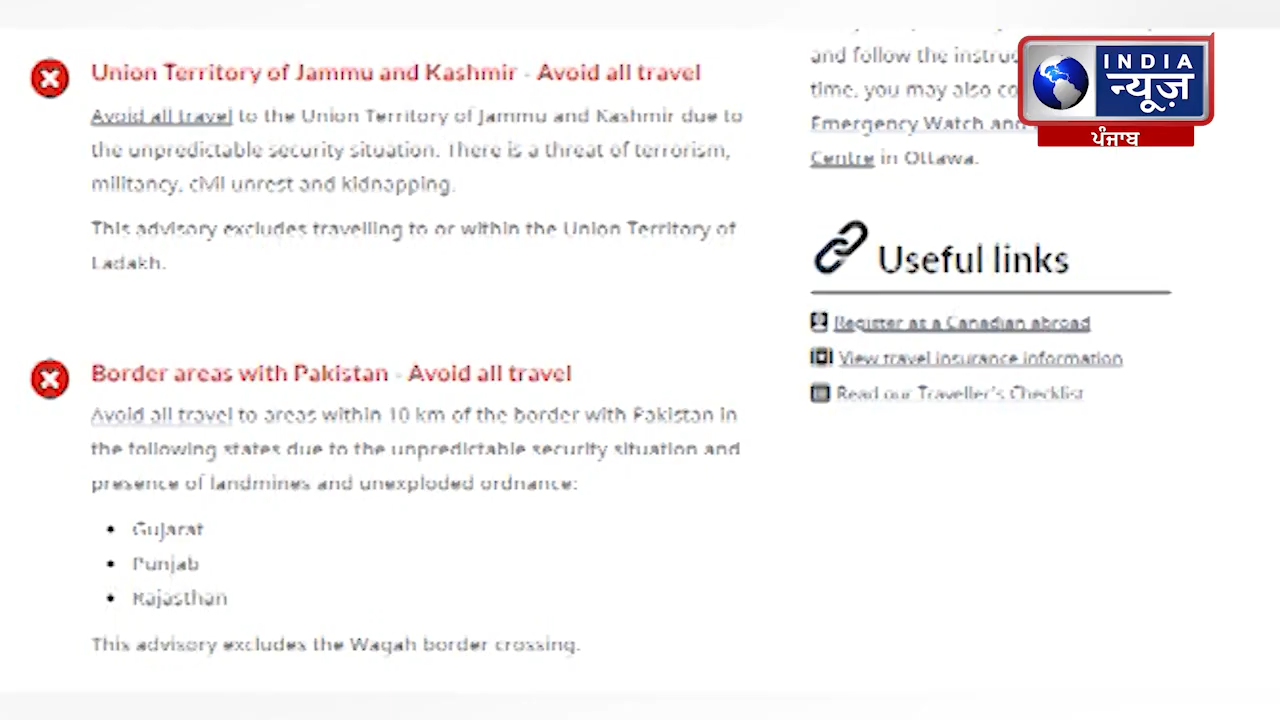 Union Territory of Jammu and Kashmir - Avoid all travel
Avoid all travel to the Union Territory of Jammu and Kashmir due to
the unpredictable security situation. There is a threat of terrorism,
militancy, civil unrest and kidnapping.
This advisory excludes travelling to or within the Union Territory of
Ladakh.
Border areas with Pakistan - Avoid all travel
Avoid all travel to areas within 10 km of the border with Pakistan in
the following states due to the unpredictable security situation and
presence of landmines and unexploded ordnance:
• Gujarat
• Punjab
• Rajasthan
This advisory excludes the Wagah border crossing.
and follow the instruc
time, you may also co
Emergency Watch and
Centre in Ottawa.
Useful links
Register as a Canadian abroad
View travel insurance information
Read our Traveller's Checklist
INDIA
न्यूज़
ਪੰਜਾਬ